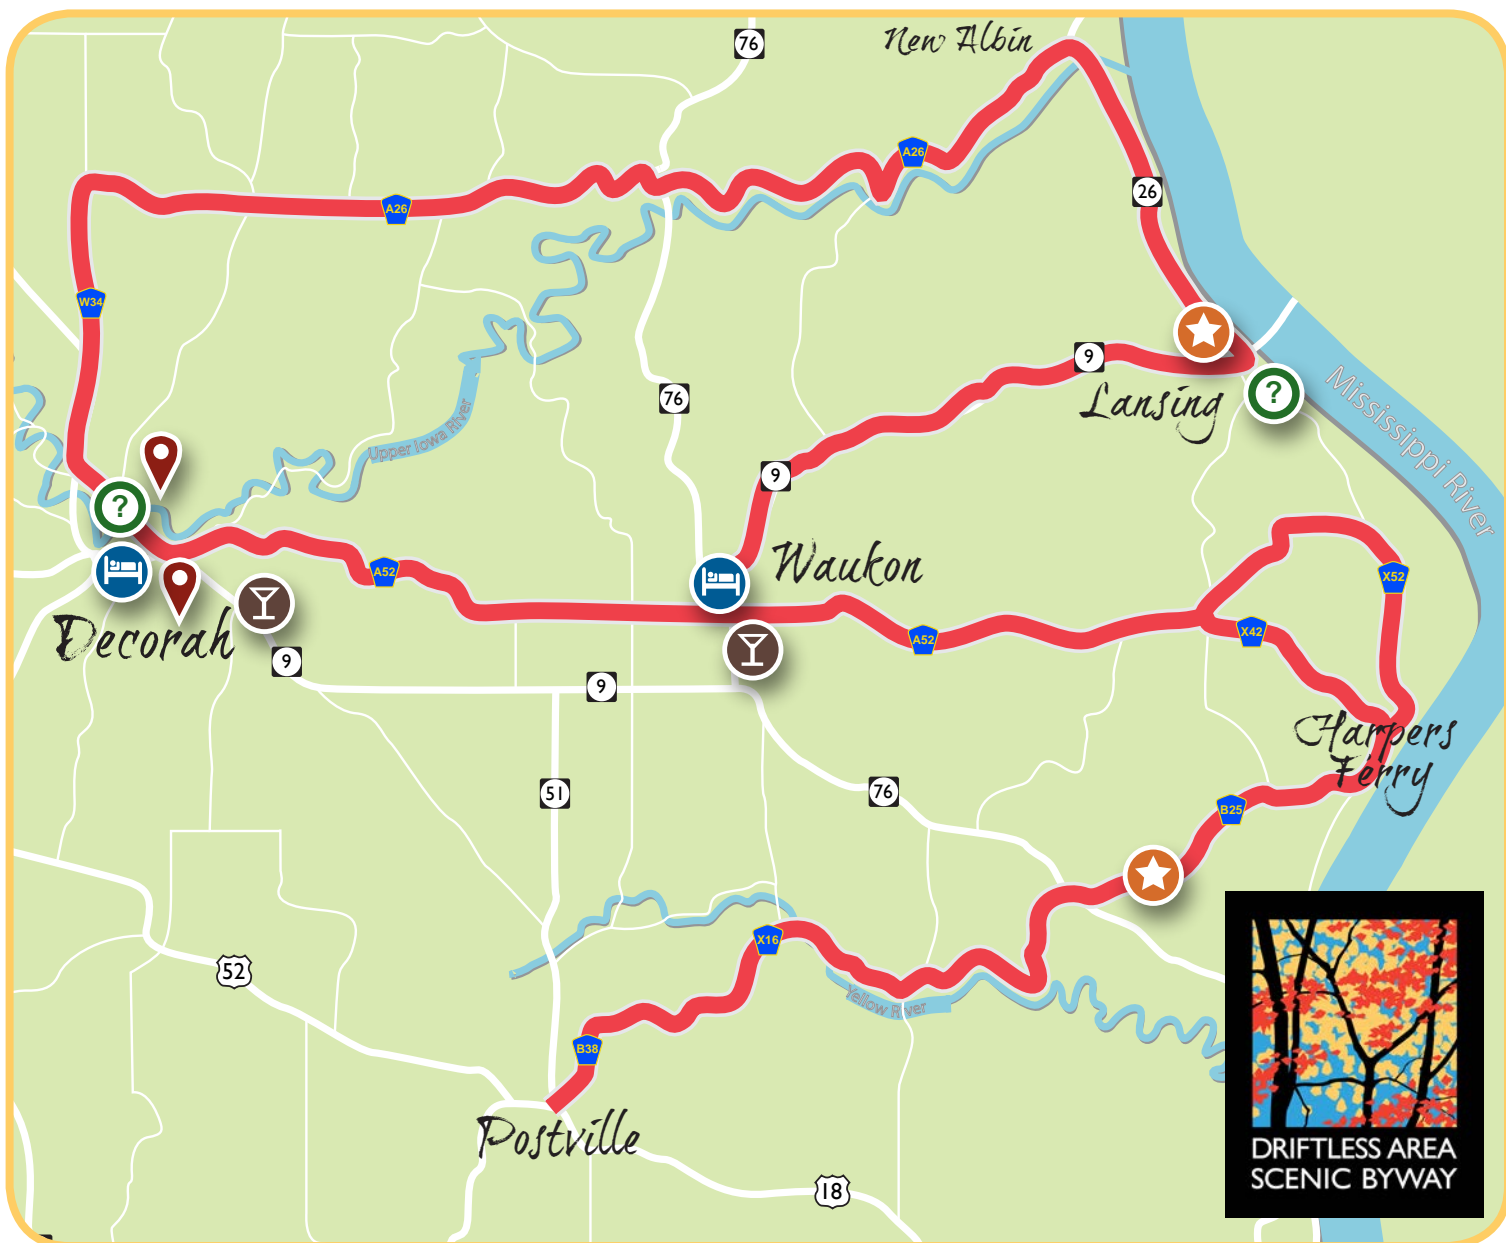 New Albin
76
A26
A26
26
W34
9
76
Lansing
Mississippi River
Upper Iowa River
9
?
?
Waukon
A52
X52
Decorah
A52
X42
9
9
Harpers
Ferry
51
76
B25
X16
52
Yellow River
B38
Postville
18
DRIFTLESS AREA
SCENIC BYWAY